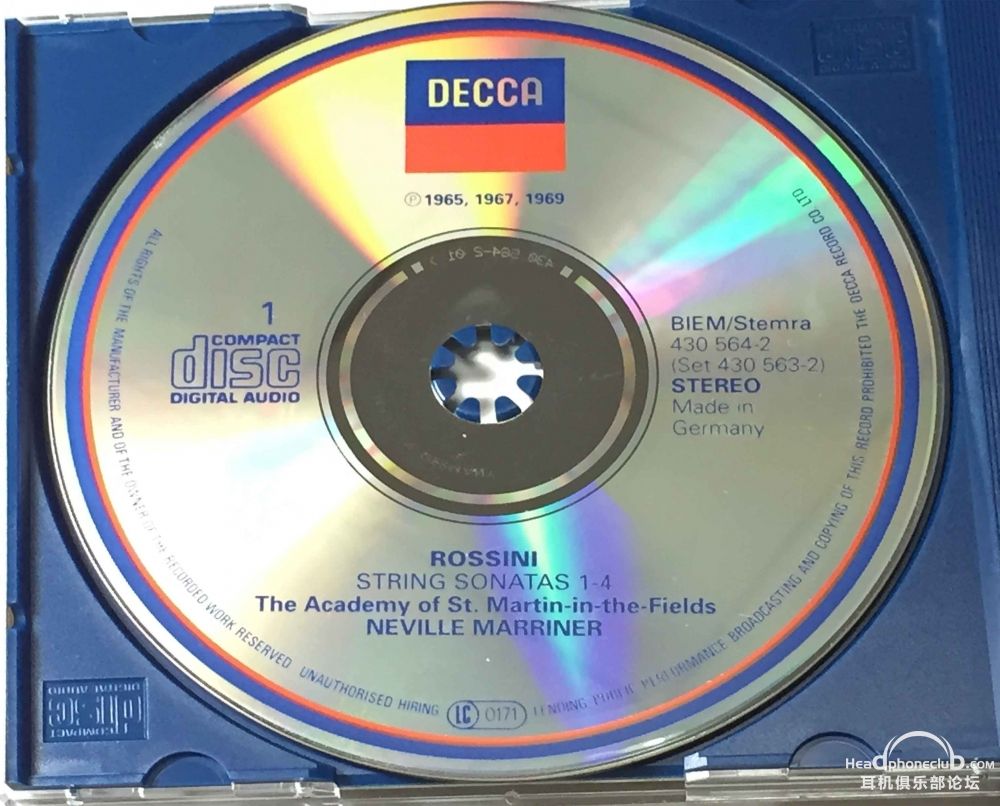 DECCA
Ⓟ 1965, 1967, 1969
1
COMPACT
disc
DIGITAL AUDIO
BIEM/Stemra
430 564-2
(Set 430 563-2)
STEREO
Made in
Germany
ROSSINI
STRING SONATAS 1-4
The Academy of St. Martin-in-the-Fields
NEVILLE MARRINER
ALL RIGHTS OF THE MANUFACTURER AND OF THE OWNER OF THE RECORDED WORK RESERVED UNAUTHORISED HIRING LENDING PUBLIC PERFORMANCE BROADCASTING AND COPYING OF THIS RECORD PROHIBITED THE DECCA RECORD CO. LTD
LC 0171
430 564-2 01
COMPACT
disc
DIGITAL AUDIO
Headphoneclub.com
耳机俱乐部论坛